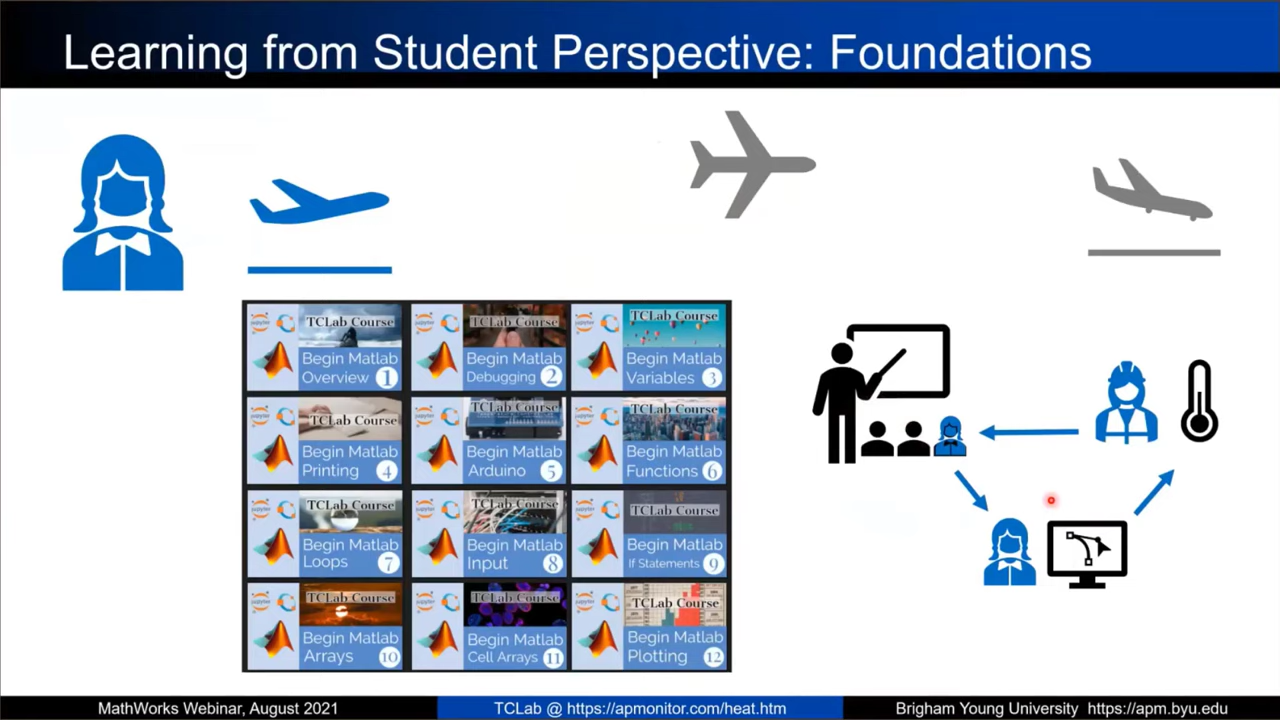 Learning from Student Perspective: Foundations
TCLab Course
Begin Matlab
Overview 1
TCLab Course
Begin Matlab
Debugging 2
TCLab Course
Begin Matlab
Variables 3
TCLab Course
Begin Matlab
Printing 4
TCLab Course
Begin Matlab
Arduino 5
TCLab Course
Begin Matlab
Functions 6
TCLab Course
Begin Matlab
Loops 7
TCLab Course
Begin Matlab
Input 8
TCLab Course
Begin Matlab
If Statements 9
TCLab Course
Begin Matlab
Arrays 10
TCLab Course
Begin Matlab
Cell Arrays 11
TCLab Course
Begin Matlab
Plotting 12
MathWorks Webinar, August 2021
TCLab @ https://apmonitor.com/heat.htm
Brigham Young University https://apm.byu.edu